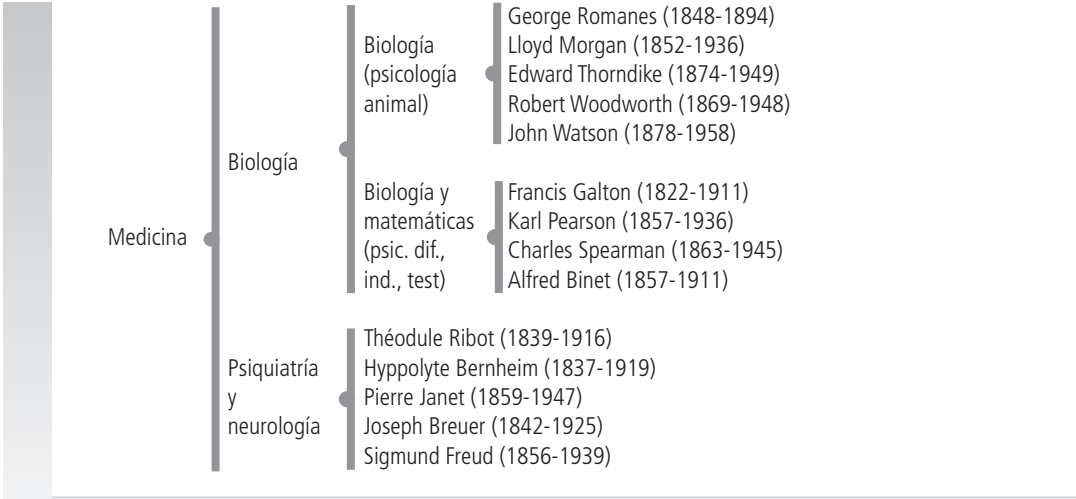 George Romanes (1848-1894)
Biología
Lloyd Morgan (1852-1936)
(psicología
Edward Thorndike (1874-1949)
animal)
Robert Woodworth (1869-1948)
John Watson (1878-1958)
Biología
Biología y
Francis Galton (1822-1911)
matemáticas
Karl Pearson (1857-1936)
Medicina
(psic. dif.,
Charles Spearman (1863-1945)
ind., test)
Alfred Binet (1857-1911)
Théodule Ribot (1839-1916)
Psiquiatría
Hyppolyte Bernheim (1837-1919)
y
Pierre Janet (1859-1947)
neurología
Joseph Breuer (1842-1925)
Sigmund Freud (1856-1939)